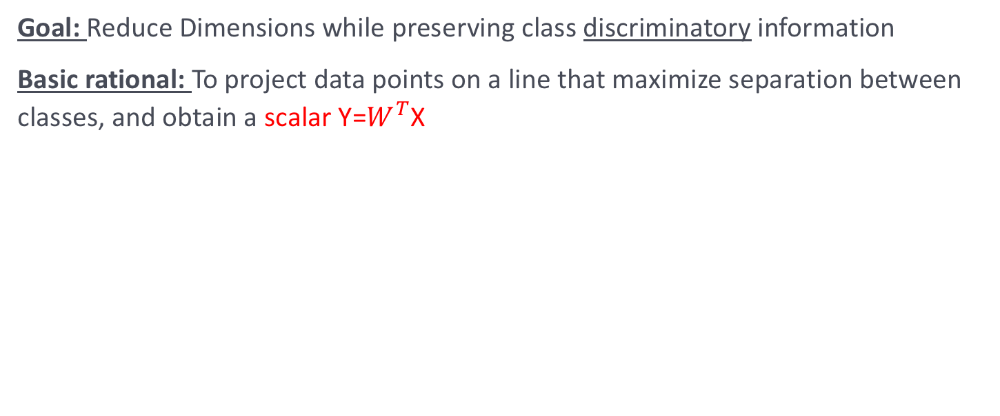 Goal: Reduce Dimensions while preserving class discriminatory information
Basic rational: To project data points on a line that maximize separation between
classes, and obtain a scalar Y=𝑊ᵀX